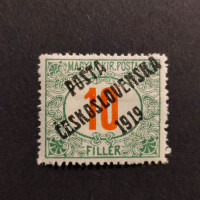 MAGYAR KIR. POSTA
POŠTA
ČESKOSLOVENSKÁ
1919
10
FILLÉR